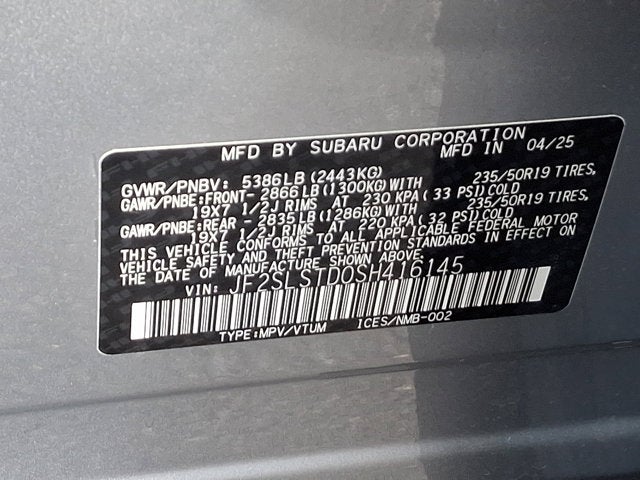 MFD BY SUBARU CORPORATION
MFD IN 04/25
GVWR/PNBV: 5386LB(2443KG)
GAWR/PNBE:FRONT- 2866LB(1300KG)WITH 235/50R19 TIRES,
19X7 1/2J RIMS AT 230 KPA(33 PSI)COLD
GAWR/PNBE:REAR - 2835LB(1286KG)WITH 235/50R19 TIRES,
19X7 1/2J RIMS AT 220 KPA(32 PSI)COLD
THIS VEHICLE CONFORMS TO ALL APPLICABLE FEDERAL MOTOR
VEHICLE SAFETY AND THEFT PREVENTION STANDARDS IN EFFECT ON
THE DATE OF MANUFACTURE SHOWN ABOVE.
VIN: JF2SLSTD0SH416145
TYPE:MPV/VTUM ICES/NMB-002